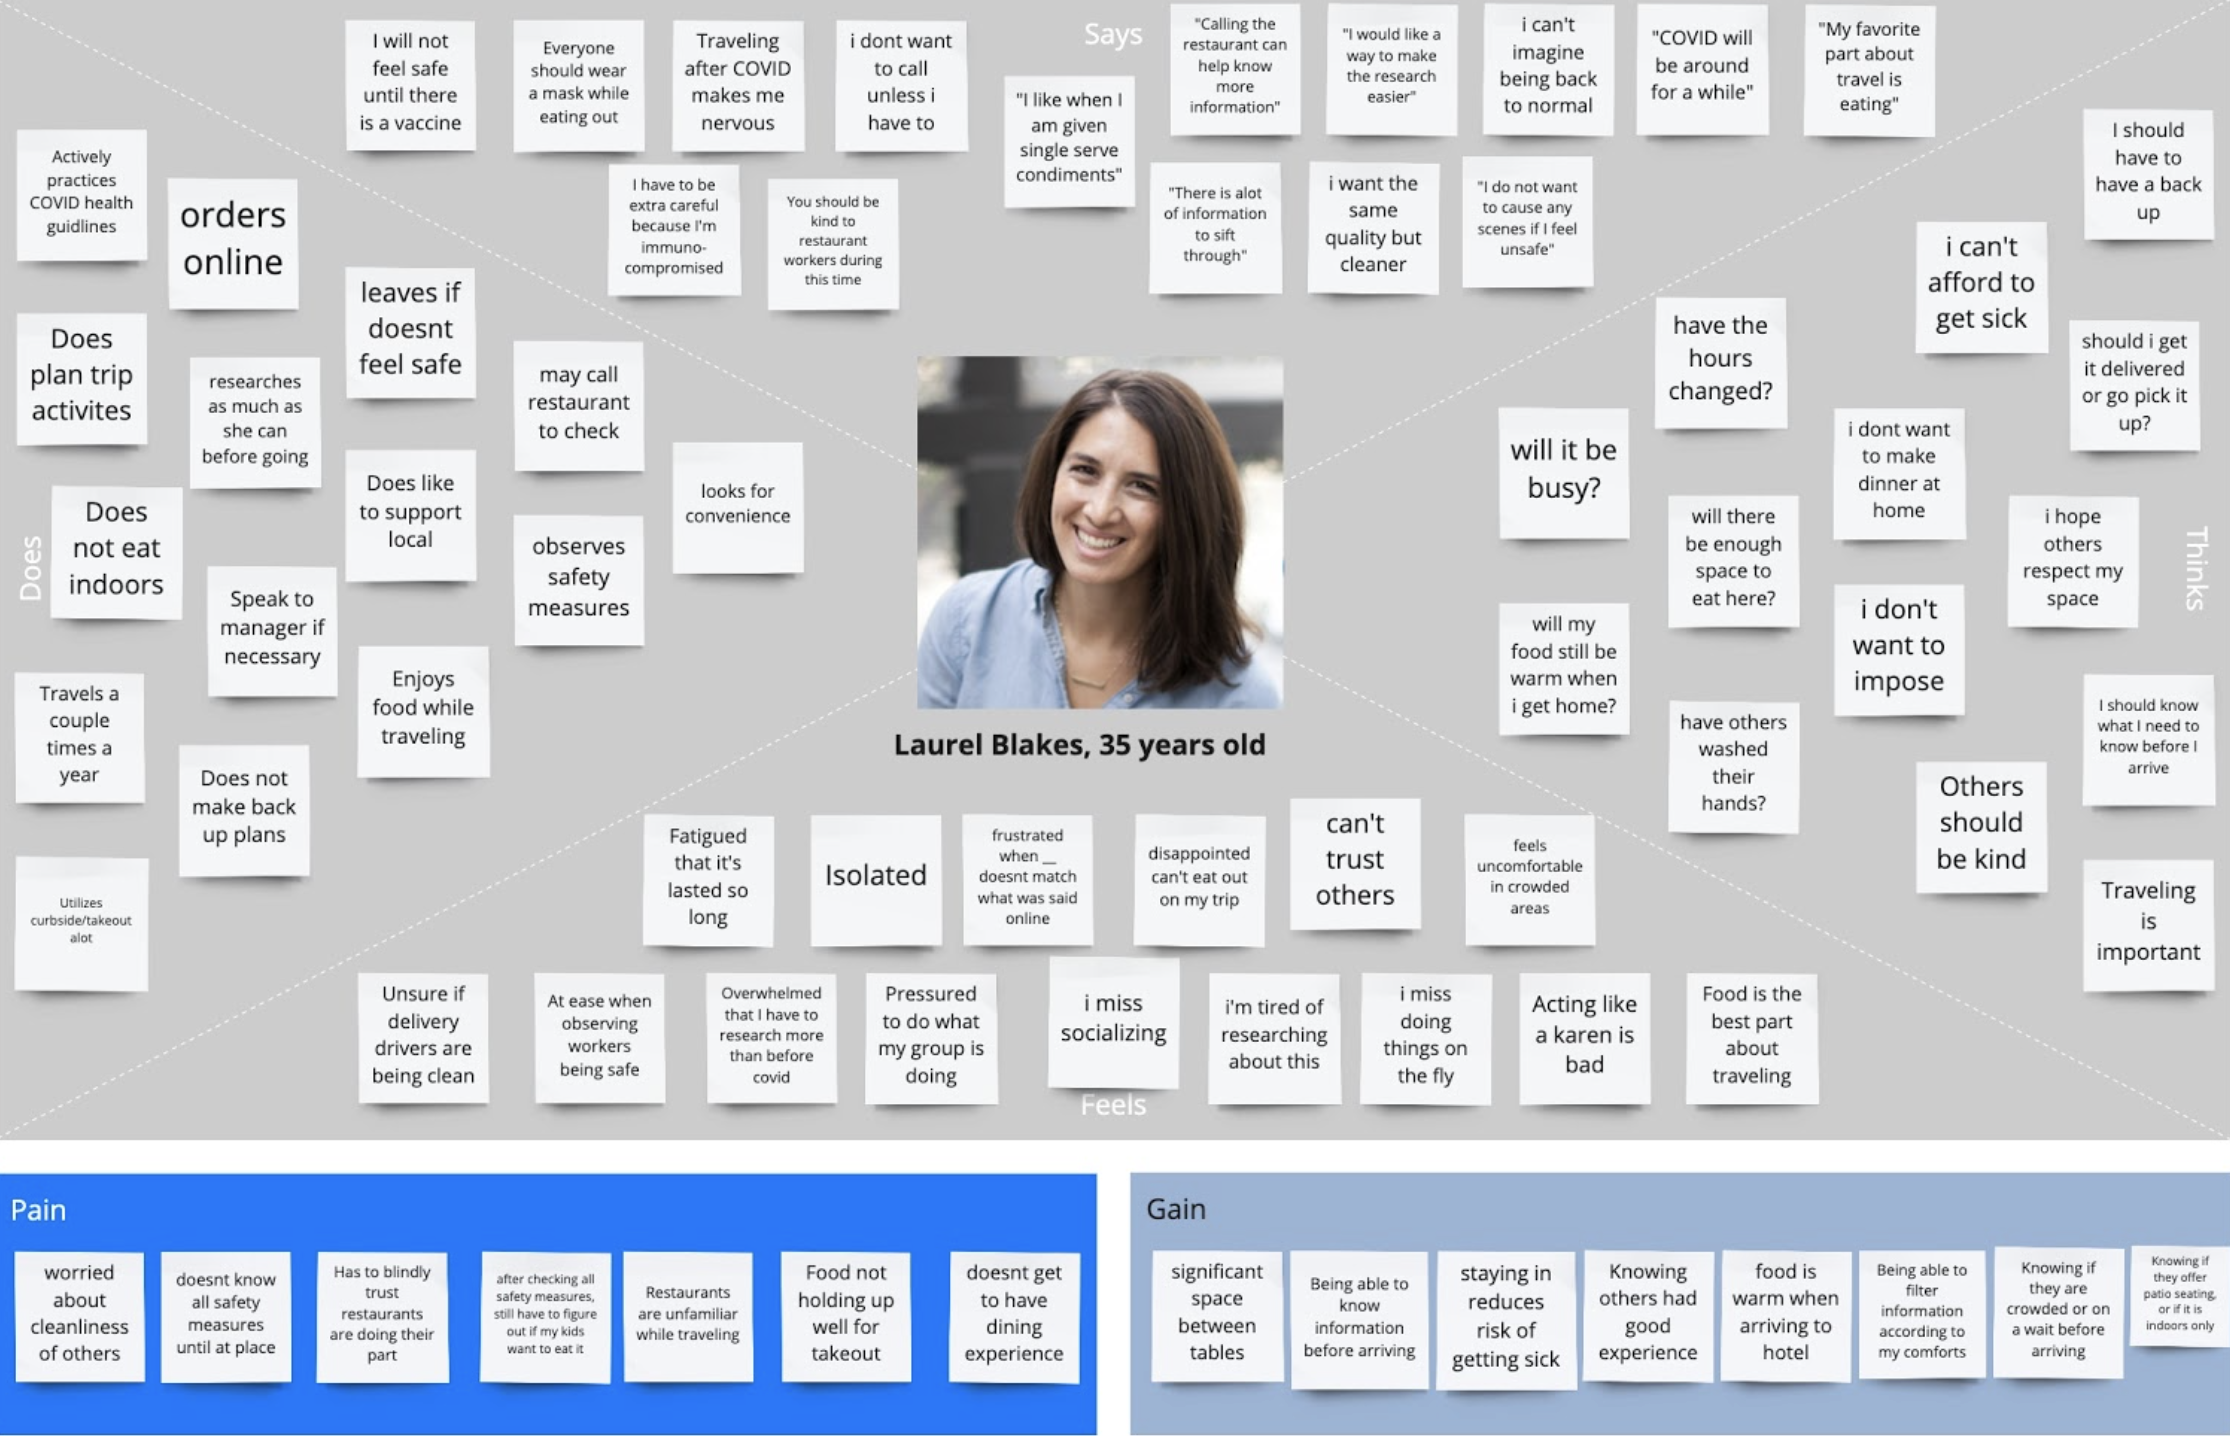 Says
I will not
feel safe
until there
is a vaccine
Everyone
should wear
a mask while
eating out
Traveling
after COVID
makes me
nervous
i dont want
to call
unless i
have to
I have to be
extra careful
because I'm
immuno-
compromised
You should be
kind to
restaurant
workers during
this time
"I like when I
am given
single serve
condiments"
"Calling the
restaurant can
help know
more
information"
"I would like a
way to make
the research
easier"
i can't
imagine
being back
to normal
"COVID will
be around
for a while"
"My favorite
part about
travel is
eating"
"There is alot
of information
to sift
through"
i want the
same
quality but
cleaner
"I do not want
to cause any
scenes if I feel
unsafe"
Does
Actively
practices
COVID health
guidlines
orders
online
leaves if
doesnt
feel safe
Does
plan trip
activites
researches
as much as
she can
before going
may call
restaurant
to check
Does like
to support
local
looks for
convenience
Does
not eat
indoors
observes
safety
measures
Speak to
manager if
necessary
Enjoys
food while
traveling
Travels a
couple
times a
year
Does not
make back
up plans
Utilizes
curbside/takeout
alot
Laurel Blakes, 35 years old
Thinks
I should
have to
have a back
up
i can't
afford to
get sick
have the
hours
changed?
should i get
it delivered
or go pick it
up?
will it be
busy?
i dont want
to make
dinner at
home
will there
be enough
space to
eat here?
i hope
others
respect my
space
will my
food still be
warm when
i get home?
i don't
want to
impose
have others
washed
their
hands?
I should know
what I need to
know before I
arrive
Others
should
be kind
Traveling
is
important
Fatigued
that it's
lasted so
long
Isolated
frustrated
when __
doesnt match
what was said
online
disappointed
can't eat out
on my trip
can't
trust
others
feels
uncomfortable
in crowded
areas
Unsure if
delivery
drivers are
being clean
At ease when
observing
workers
being safe
Overwhelmed
that I have to
research more
than before
covid
Pressured
to do what
my group is
doing
i miss
socializing
i'm tired of
researching
about this
i miss
doing
things on
the fly
Acting like
a karen is
bad
Food is the
best part
about
traveling
Feels
Pain
worried
about
cleanliness
of others
doesnt know
all safety
measures
until at place
Has to blindly
trust
restaurants
are doing their
part
after checking all
safety measures,
still have to figure
out if my kids
want to eat it
Restaurants
are unfamiliar
while traveling
Food not
holding up
well for
takeout
doesnt get
to have
dining
experience
Gain
significant
space
between
tables
Being able to
know
information
before arriving
staying in
reduces
risk of
getting sick
Knowing
others had
good
experience
food is
warm when
arriving to
hotel
Being able to
filter
information
according to
my comforts
Knowing if
they are
crowded or on
a wait before
arriving
Knowing if
they offer
patio seating,
or if it is
indoors only